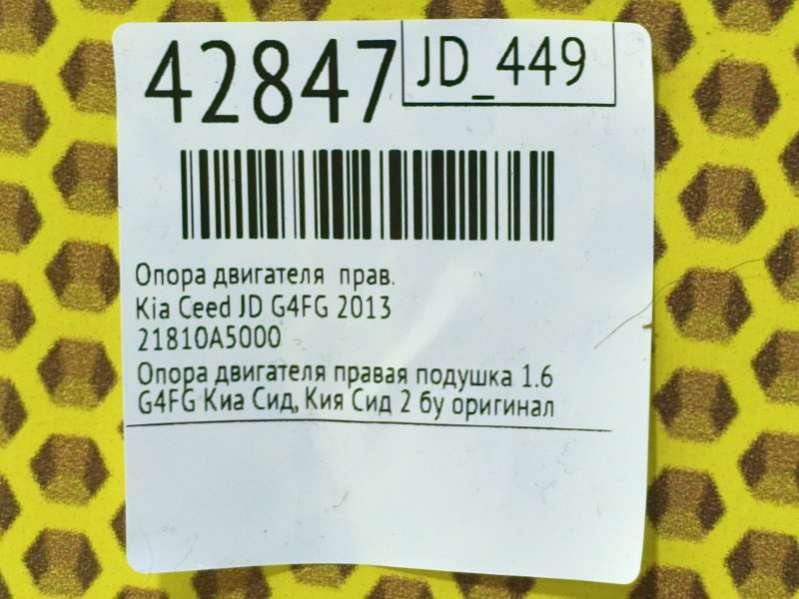 42847
JD_449
Опора двигателя прав.
Kia Ceed JD G4FG 2013
21810A5000
Опора двигателя правая подушка 1.6
G4FG Киа Сид, Кия Сид 2 бу оригинал